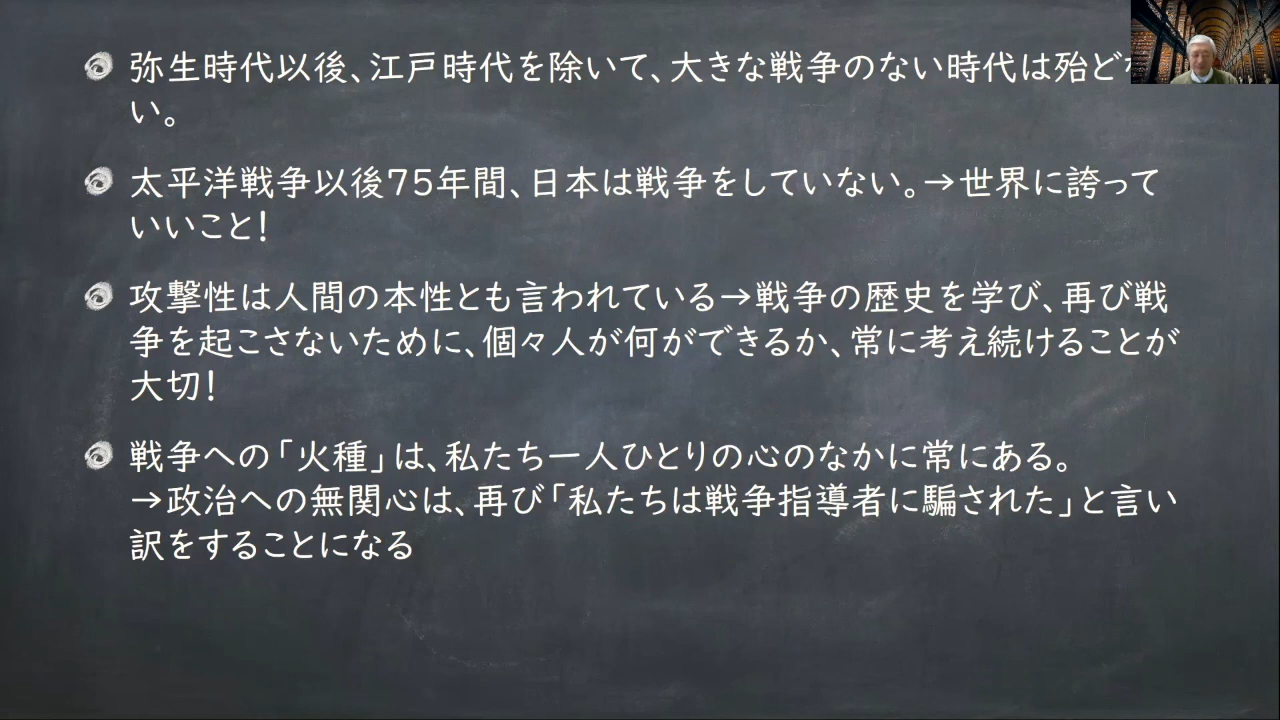 弥生時代以後、江戸時代を除いて、大きな戦争のない時代は殆ど
い。
太平洋戦争以後75年間、日本は戦争をしていない。→世界に誇って
いいこと!
攻撃性は人間の本性とも言われている→戦争の歴史を学び、再び戦
争を起こさないために、個々人が何ができるか、常に考え続けることが
大切!
戦争への「火種」は、私たち一人ひとりの心のなかに常にある。
→政治への無関心は、再び「私たちは戦争指導者に騙された」と言い
訳をすることになる